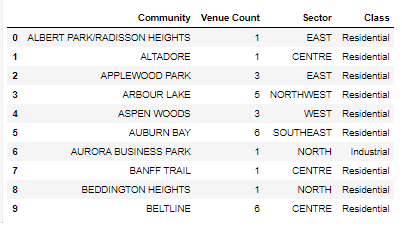 Community Venue Count Sector Class
0 ALBERT PARK/RADISSON HEIGHTS 1 EAST Residential
1 ALTADORE 1 CENTRE Residential
2 APPLEWOOD PARK 3 EAST Residential
3 ARBOUR LAKE 5 NORTHWEST Residential
4 ASPEN WOODS 3 WEST Residential
5 AUBURN BAY 6 SOUTHEAST Residential
6 AURORA BUSINESS PARK 1 NORTH Industrial
7 BANFF TRAIL 1 CENTRE Residential
8 BEDDINGTON HEIGHTS 1 NORTH Residential
9 BELTLINE 6 CENTRE Residential